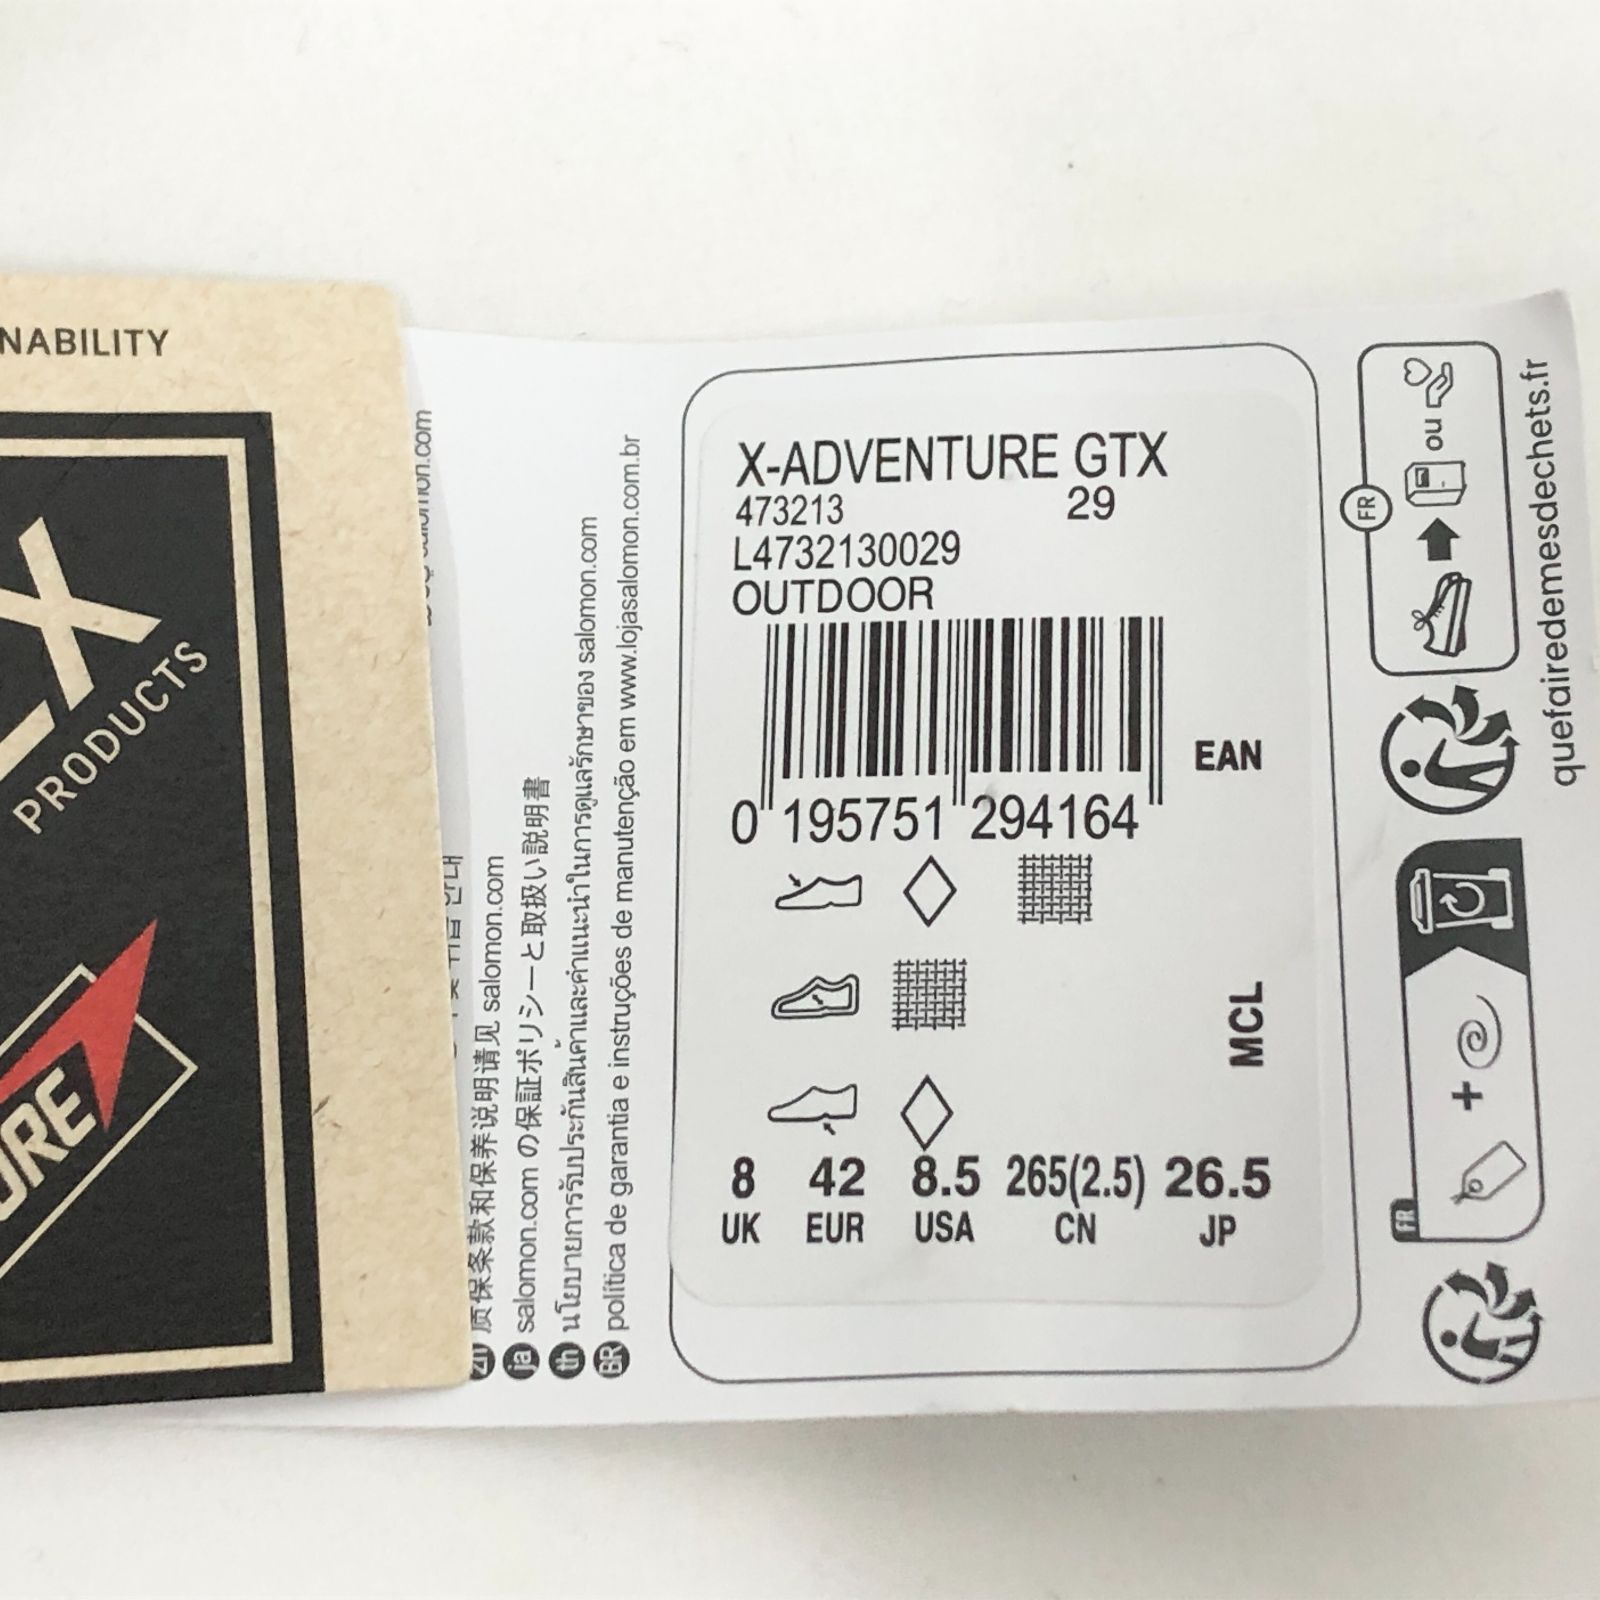 NABILITY
PRODUCTS
salomon.com
质保条款和保养说明请见 salomon.com
ja salomon.com の保証ポリシーと取扱い説明書
th นโยบายการรับประกันสินค้าและคำแนะนำในการดูแลรักษาของ salomon.com
BR política de garantia e instruções de manutenção em www.lojasalomon.com.br
X-ADVENTURE GTX
473213 29
L4732130029
OUTDOOR
EAN
0 195751 294164
MCL
8 42 8.5 265(2.5) 26.5
UK EUR USA CN JP
FR
ou
quefairedemesdechets.fr
FR
+